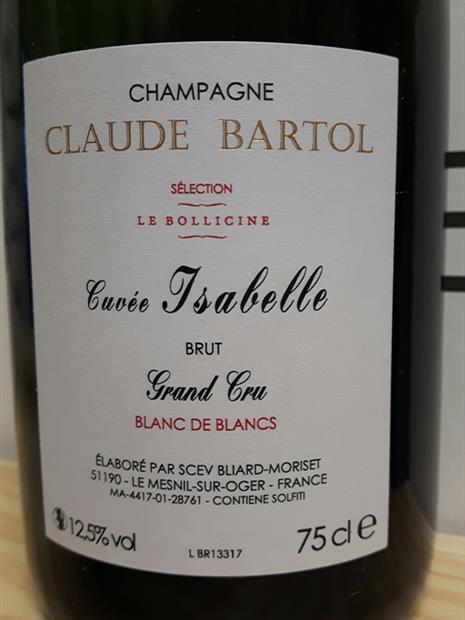 CHAMPAGNE
CLAUDE BARTOL
SÉLECTION
LE BOLLICINE
Cuvée Isabelle
BRUT
Grand Cru
BLANC DE BLANCS
ÉLABORÉ PAR SCEV BLIARD-MORISET
51190 - LE MESNIL-SUR-OGER - FRANCE
MA-4417-01-28761 - CONTIENE SOLFITI
12,5% vol
75 cl e
L BR13317